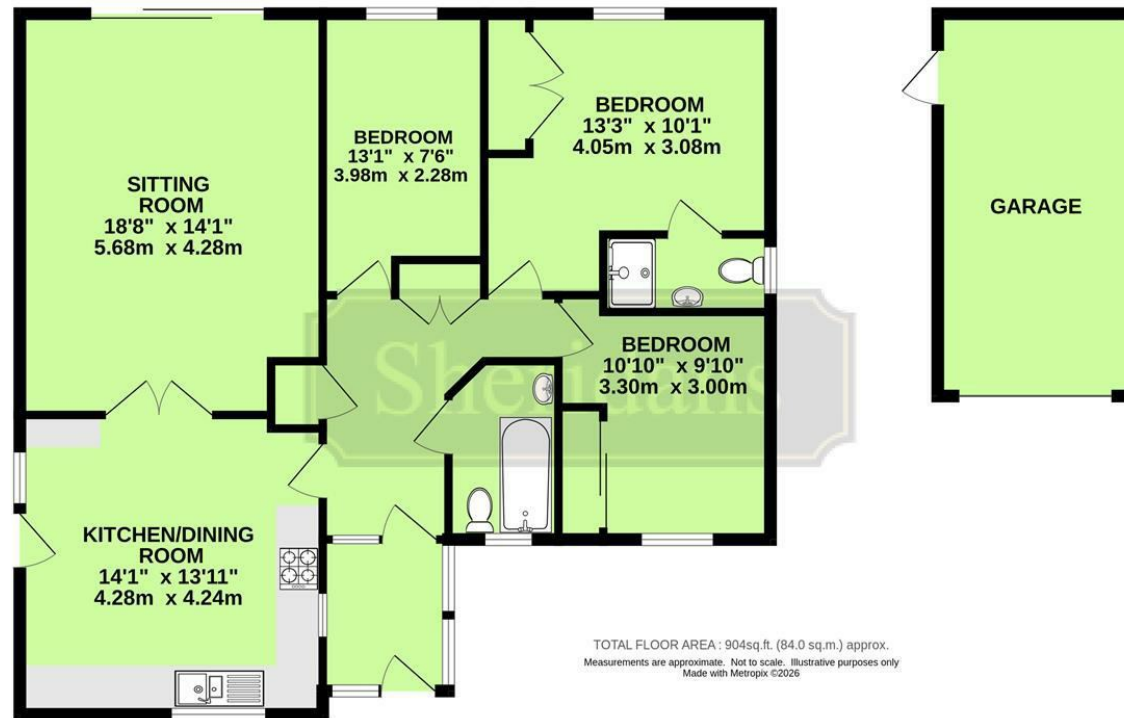 SITTING
ROOM
18'8" x 14'1"
5.68m x 4.28m
BEDROOM
13'1" x 7'6"
3.98m x 2.28m
BEDROOM
13'3" x 10'1"
4.05m x 3.08m
GARAGE
BEDROOM
10'10" x 9'10"
3.30m x 3.00m
Sheridans
KITCHEN/DINING
ROOM
14'1" x 13'11"
4.28m x 4.24m
TOTAL FLOOR AREA : 904sq.ft. (84.0 sq.m.) approx.
Measurements are approximate. Not to scale. Illustrative purposes only
Made with Metropix ©2026